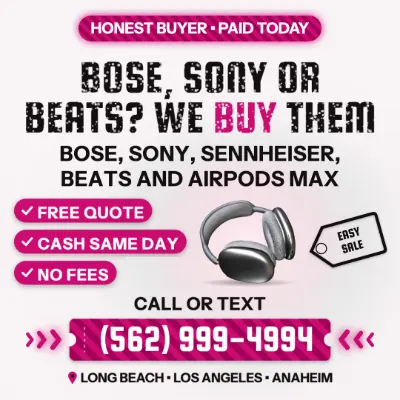 HONEST BUYER • PAID TODAY
BOSE, SONY OR
BEATS? WE BUY THEM
BOSE, SONY, SENNHEISER,
BEATS AND AIRPODS MAX
FREE QUOTE
CASH SAME DAY
NO FEES
EASY
SALE
CALL OR TEXT
(562) 999-4994
LONG BEACH • LOS ANGELES • ANAHEIM